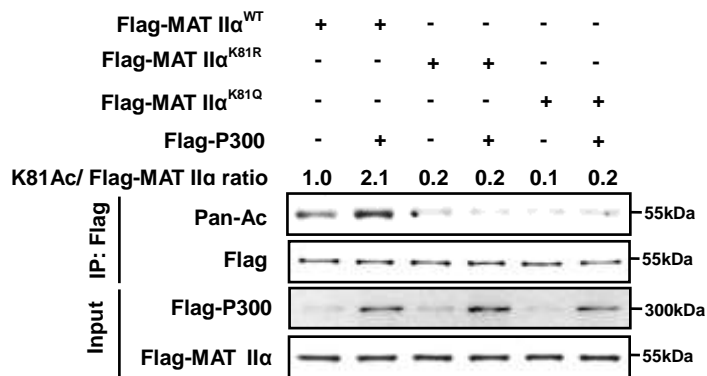 Flag-MAT IIα^WT + + - - - -
Flag-MAT IIα^K81R - - + + - -
Flag-MAT IIα^K81Q - - - - + +
Flag-P300 - + - + - +
K81Ac/ Flag-MAT IIα ratio 1.0 2.1 0.2 0.2 0.1 0.2
IP: Flag
Pan-Ac 55kDa
Flag 55kDa
Input
Flag-P300 300kDa
Flag-MAT IIα 55kDa